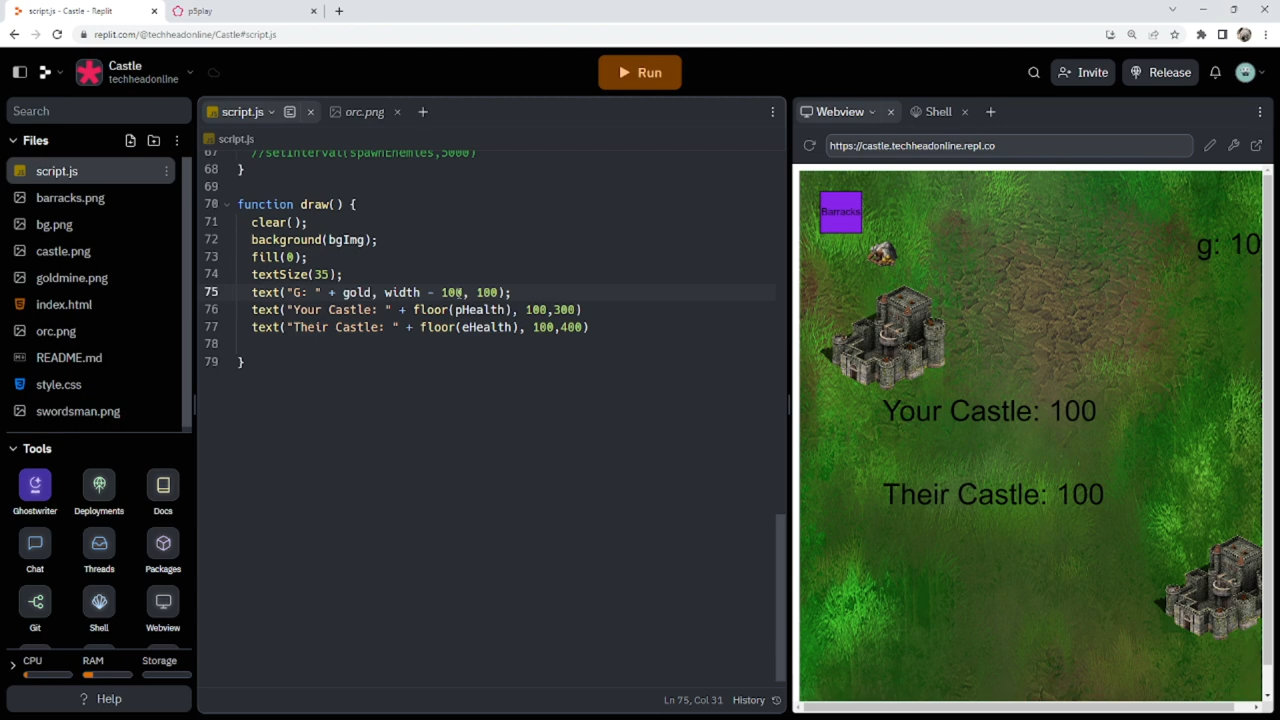 script.js - Castle - Replit
p5play
replit.com/@techheadonline/Castle#script.js
Castle
techheadonline
Run
Invite
Release
Search
Files
script.js
barracks.png
bg.png
castle.png
goldmine.png
index.html
orc.png
README.md
style.css
swordsman.png
Tools
Ghostwriter
Deployments
Docs
Chat
Threads
Packages
Git
Shell
Webview
CPU
RAM
Storage
? Help
script.js
orc.png
script.js
67 //setInterval(spawnEnemies,5000)
68 }
69
70 function draw() {
71 clear();
72 background(bgImg);
73 fill(0);
74 textSize(35);
75 text("G: " + gold, width - 100, 100);
76 text("Your Castle: " + floor(pHealth), 100,300)
77 text("Their Castle: " + floor(eHealth), 100,400)
78
79 }
Ln 75, Col 31
History
Webview
Shell
https://castle.techheadonline.repl.co
Barracks
g: 10
Your Castle: 100
Their Castle: 100